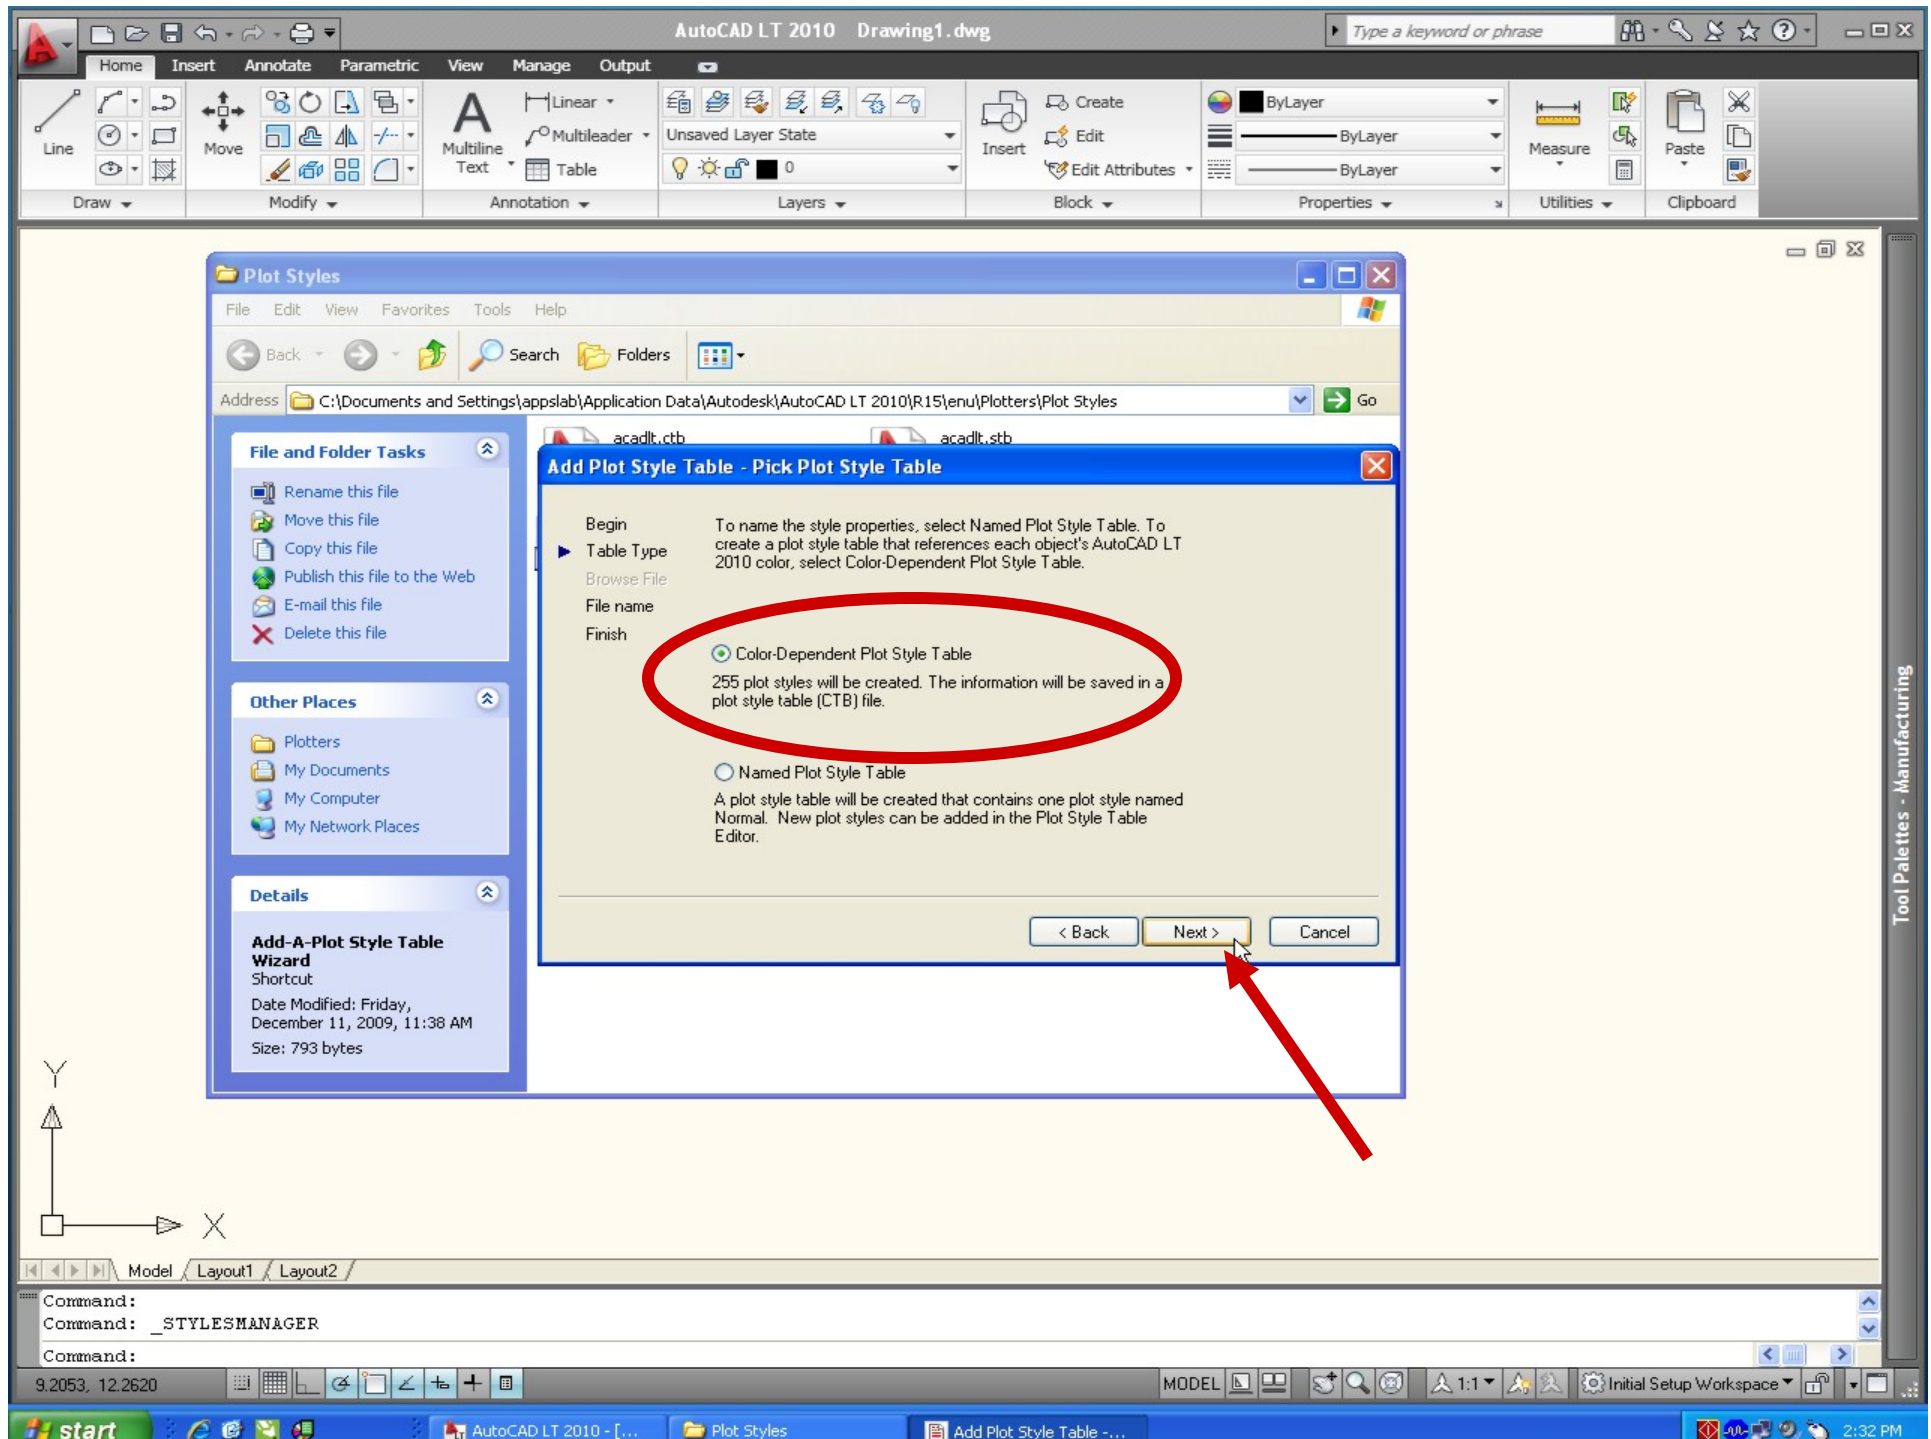 AutoCAD LT 2010 Drawing1.dwg
Type a keyword or phrase
Home Insert Annotate Parametric View Manage Output
Line
Move
Multiline
Text
Linear
Multileader
Table
Unsaved Layer State
0
Insert
Create
Edit
Edit Attributes
ByLayer
ByLayer
ByLayer
Measure
Paste
Draw Modify Annotation Layers Block Properties Utilities Clipboard
Plot Styles
File Edit View Favorites Tools Help
Back Search Folders
Address C:\Documents and Settings\appslab\Application Data\Autodesk\AutoCAD LT 2010\R15\enu\Plotters\Plot Styles Go
acadlt.ctb acadlt.stb
File and Folder Tasks
Rename this file
Move this file
Copy this file
Publish this file to the Web
E-mail this file
Delete this file
Other Places
Plotters
My Documents
My Computer
My Network Places
Details
Add-A-Plot Style Table
Wizard
Shortcut
Date Modified: Friday,
December 11, 2009, 11:38 AM
Size: 793 bytes
Add Plot Style Table - Pick Plot Style Table
Begin
Table Type
Browse File
File name
Finish
To name the style properties, select Named Plot Style Table. To
create a plot style table that references each object's AutoCAD LT
2010 color, select Color-Dependent Plot Style Table.
Color-Dependent Plot Style Table
255 plot styles will be created. The information will be saved in a
plot style table (CTB) file.
Named Plot Style Table
A plot style table will be created that contains one plot style named
Normal. New plot styles can be added in the Plot Style Table
Editor.
< Back Next > Cancel
Tool Palettes - Manufacturing
Y
X
Model Layout1 Layout2
Command:
Command: _STYLESMANAGER
Command:
9.2053, 12.2620
MODEL 1:1 Initial Setup Workspace
start AutoCAD LT 2010 - [... Plot Styles Add Plot Style Table -... 2:32 PM